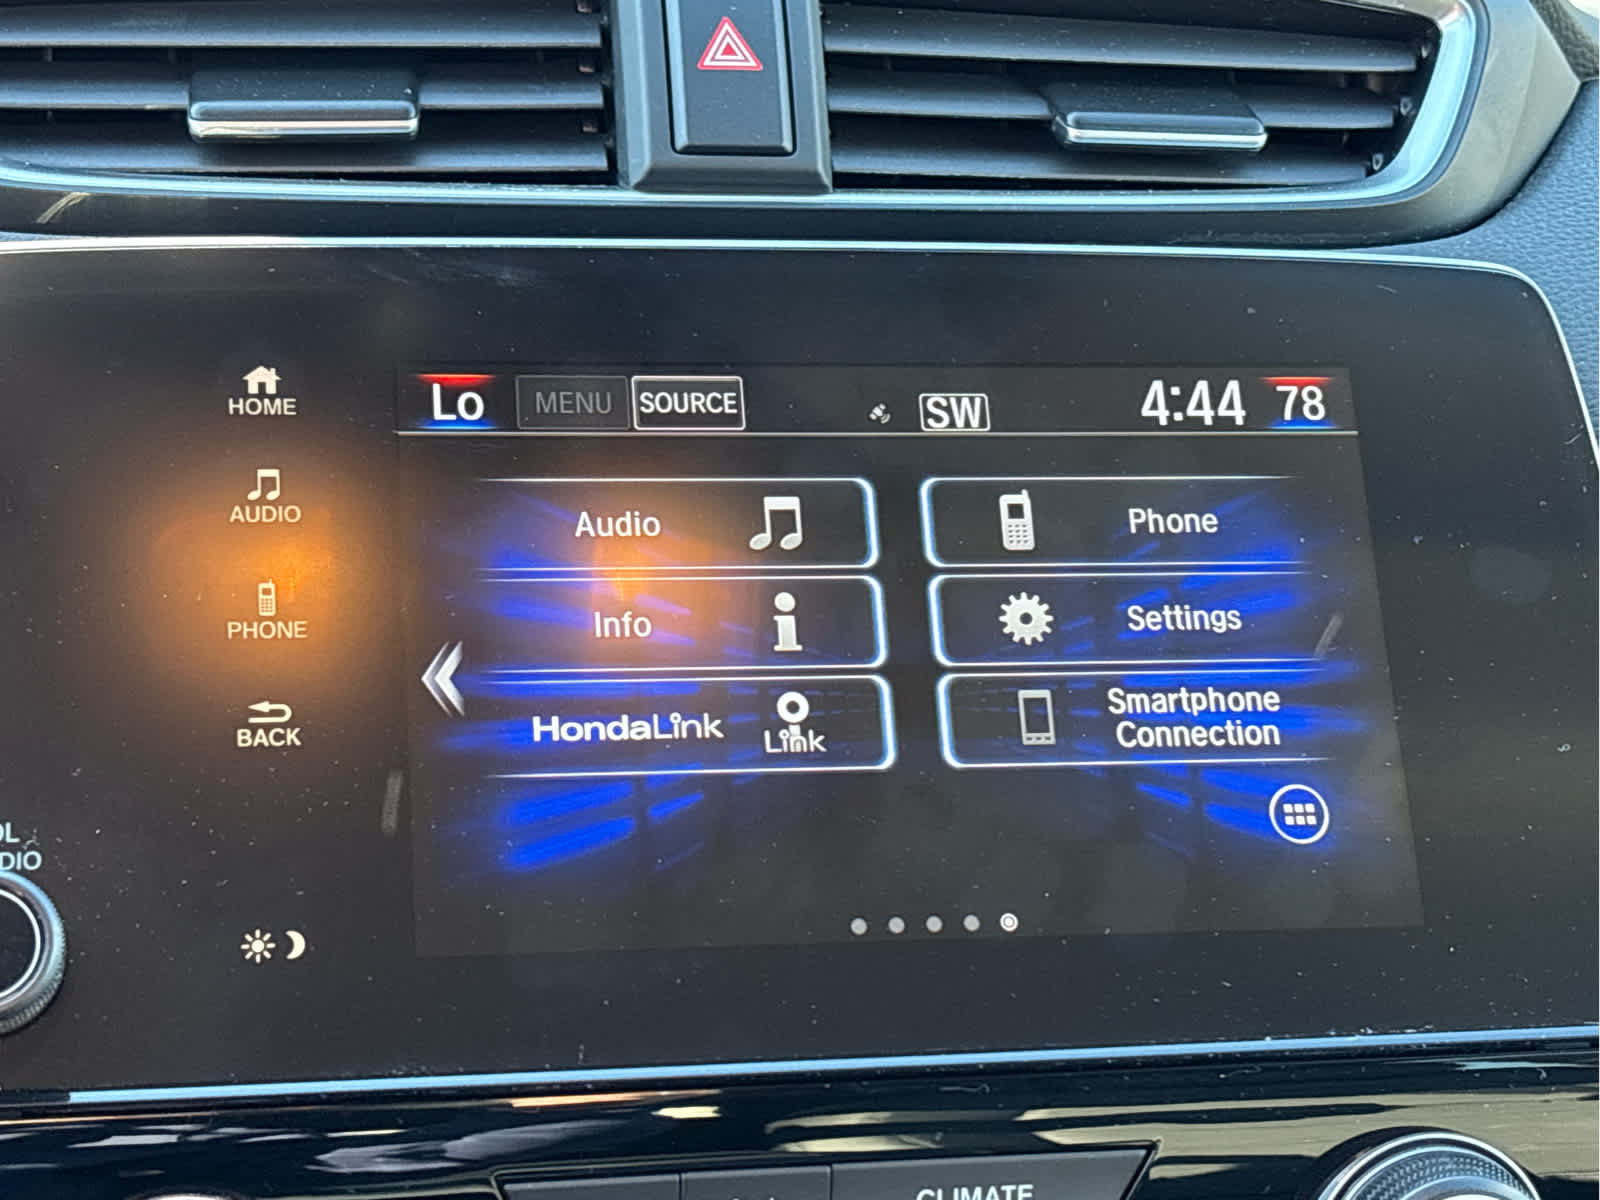 HOME
AUDIO
PHONE
BACK
Lo MENU SOURCE SW 4:44 78
Audio
Phone
Info
Settings
HondaLink
Link
Smartphone
Connection
CLIMATE